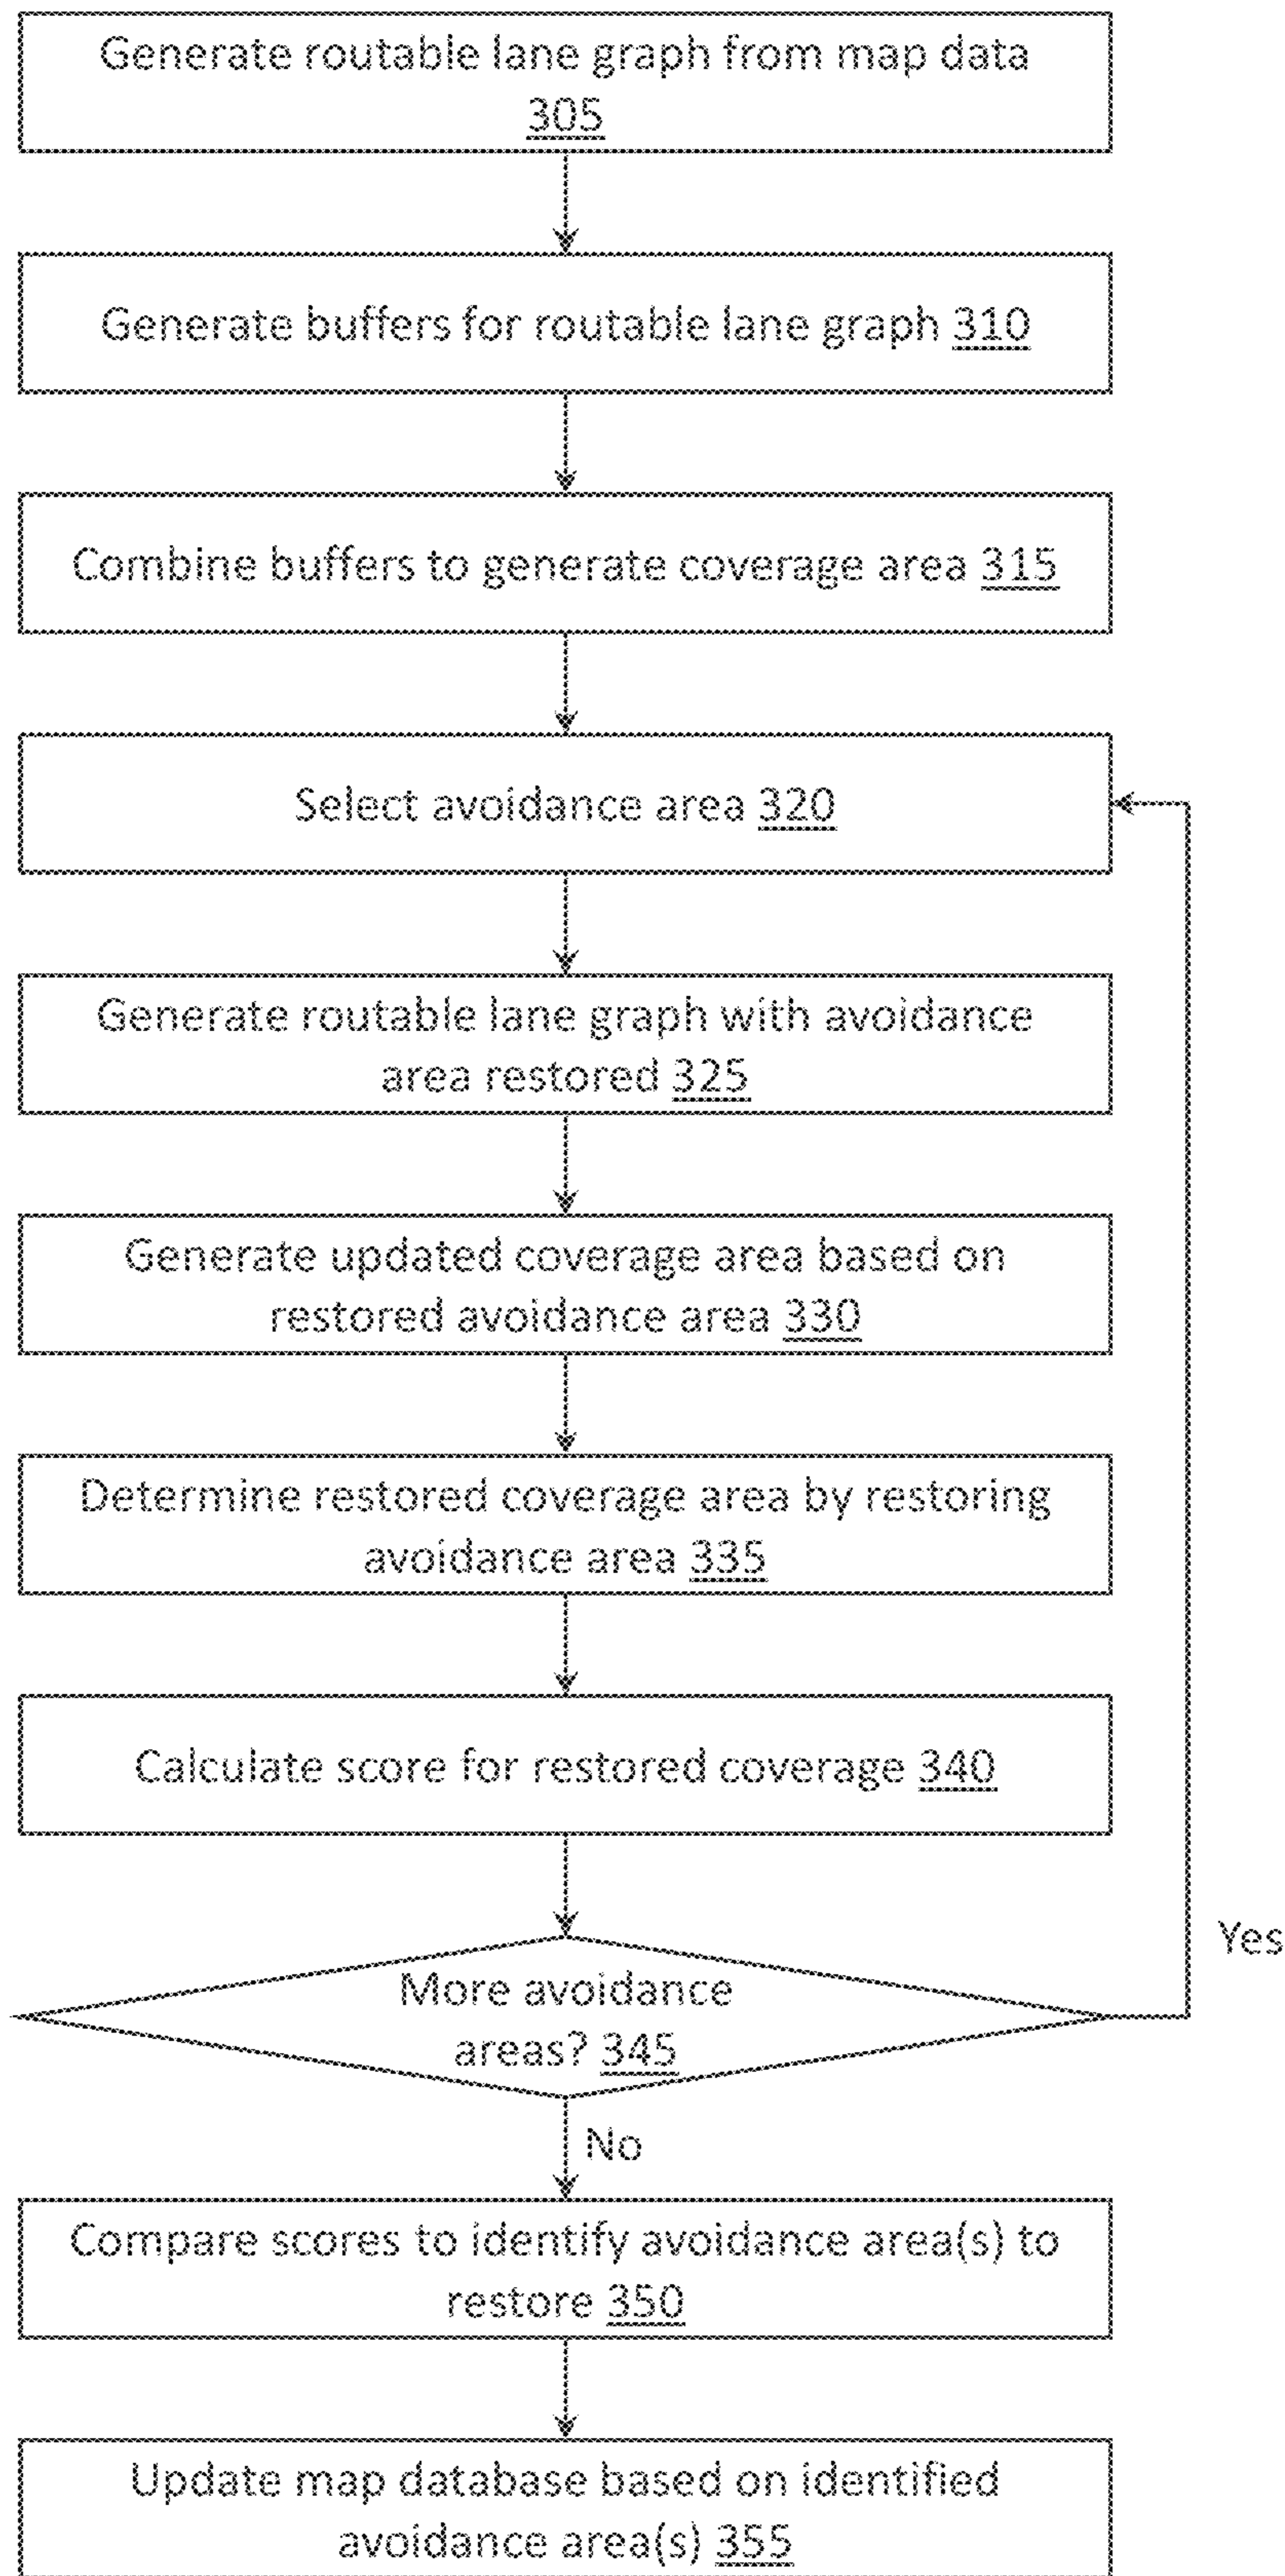 Generate routable lane graph from map data
305
Generate buffers for routable lane graph 310
Combine buffers to generate coverage area 315
Select avoidance area 320
Generate routable lane graph with avoidance
area restored 325
Generate updated coverage area based on
restored avoidance area 330
Determine restored coverage area by restoring
avoidance area 335
Calculate score for restored coverage 340
Yes
More avoidance
areas? 345
No
Compare scores to identify avoidance area(s) to
restore 350
Update map database based on identified
avoidance area(s) 355